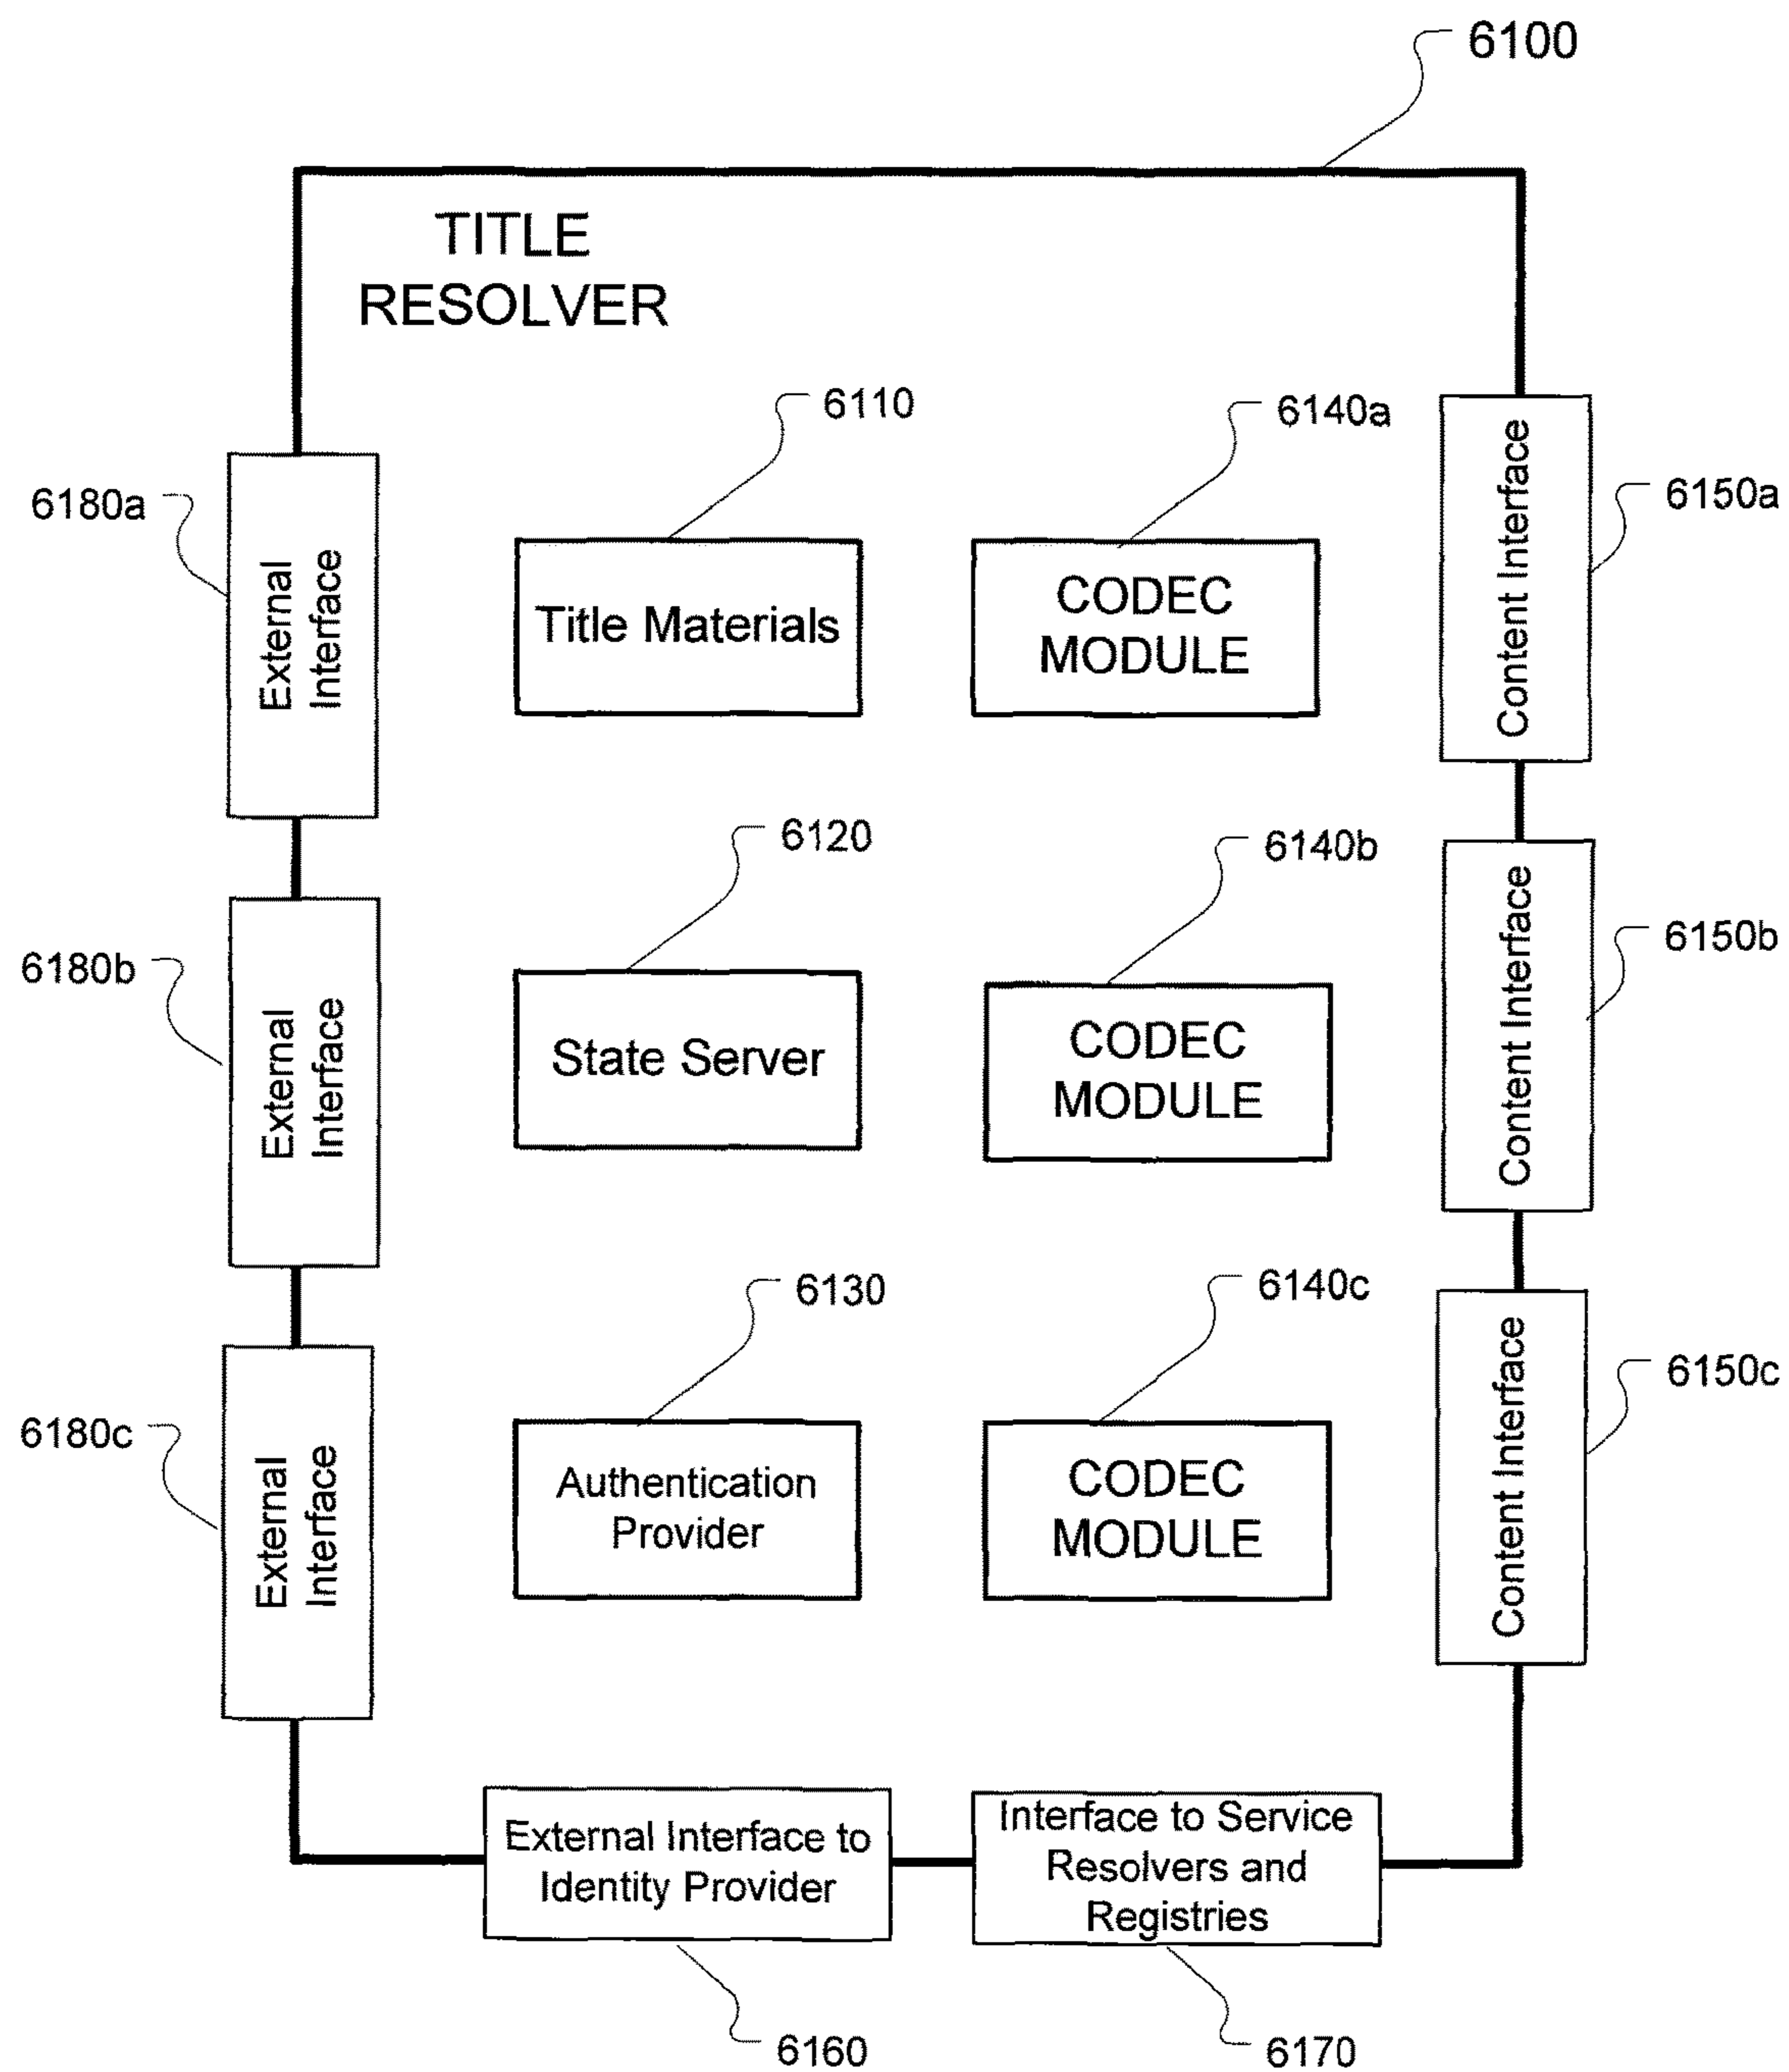 6100
TITLE
RESOLVER
6110
6140a
6180a
6150a
External
Interface
Title Materials
CODEC
MODULE
Content Interface
6120
6140b
6180b
6150b
External
Interface
State Server
CODEC
MODULE
Content Interface
6130
6140c
6180c
6150c
External
Interface
Authentication
Provider
CODEC
MODULE
Content Interface
External Interface to
Identity Provider
Interface to Service
Resolvers and
Registries
6160
6170